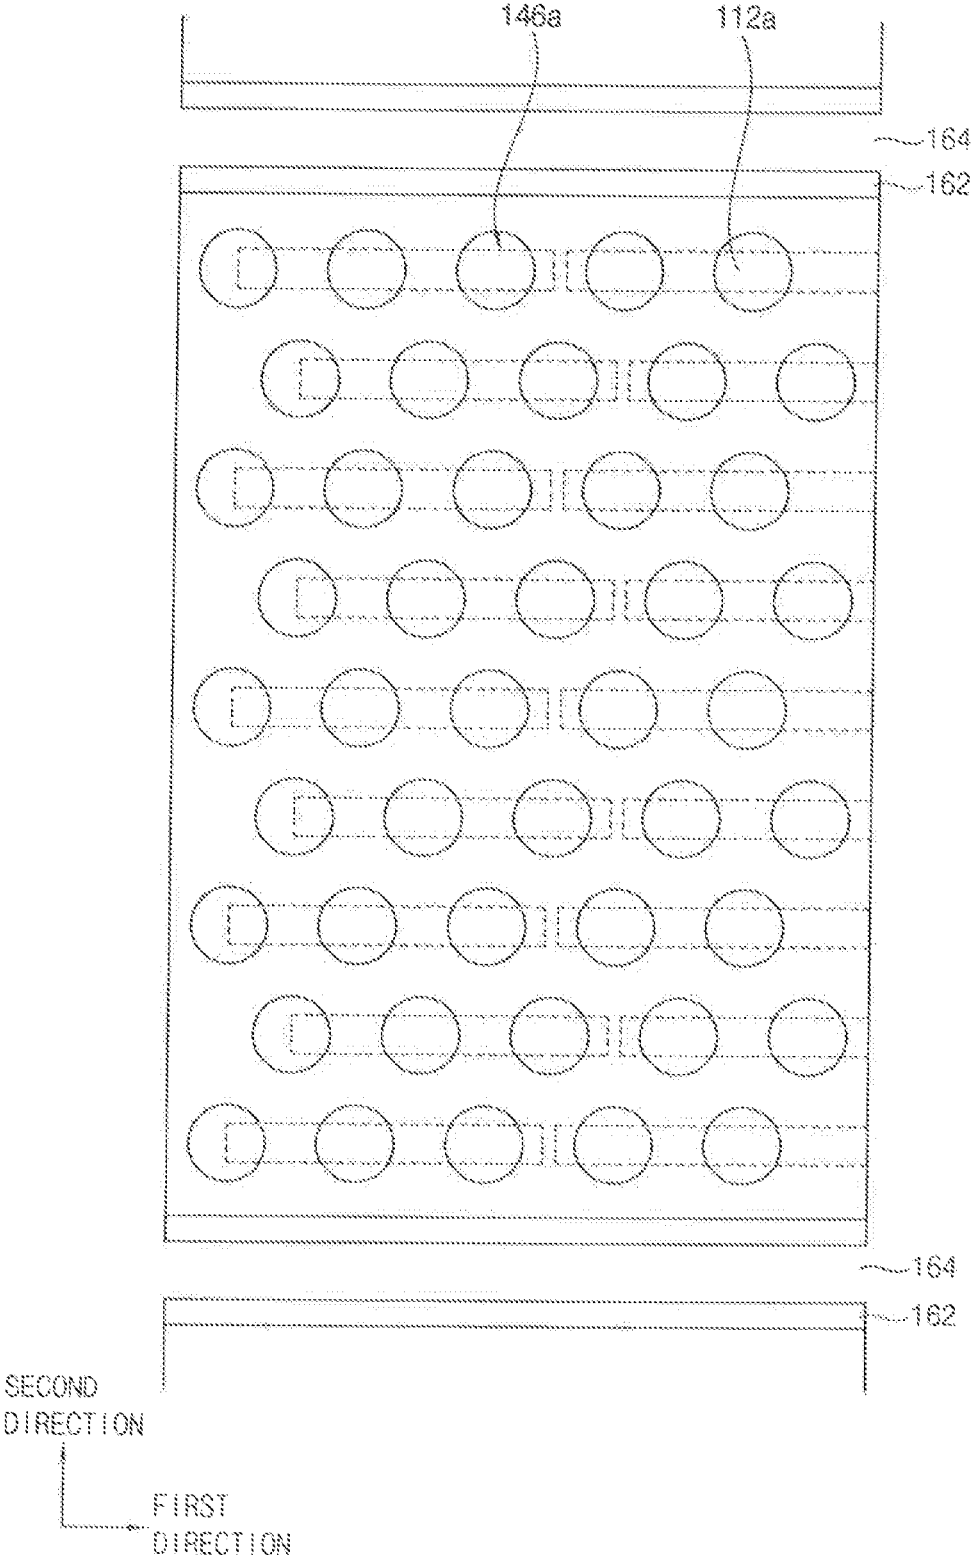 146a 112a
164
162
164
162
SECOND
DIRECTION
FIRST
DIRECTION